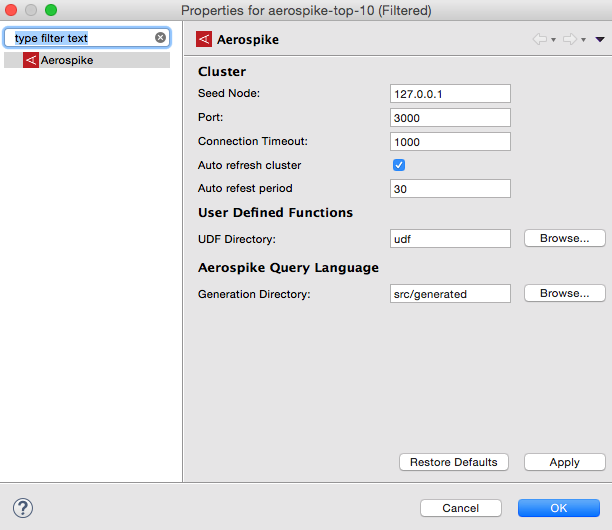 Properties for aerospike-top-10 (Filtered)
type filter text
Aerospike
Aerospike
Cluster
Seed Node: 127.0.0.1
Port: 3000
Connection Timeout: 1000
Auto refresh cluster
Auto refest period 30
User Defined Functions
UDF Directory: udf Browse...
Aerospike Query Language
Generation Directory: src/generated Browse...
Restore Defaults Apply
? Cancel OK